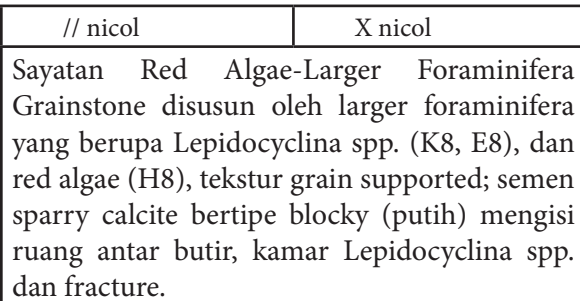 // nicol X nicol
Sayatan Red Algae-Larger Foraminifera
Grainstone disusun oleh larger foraminifera
yang berupa Lepidocyclina spp. (K8, E8), dan
red algae (H8), tekstur grain supported; semen
sparry calcite bertipe blocky (putih) mengisi
ruang antar butir, kamar Lepidocyclina spp.
dan fracture.